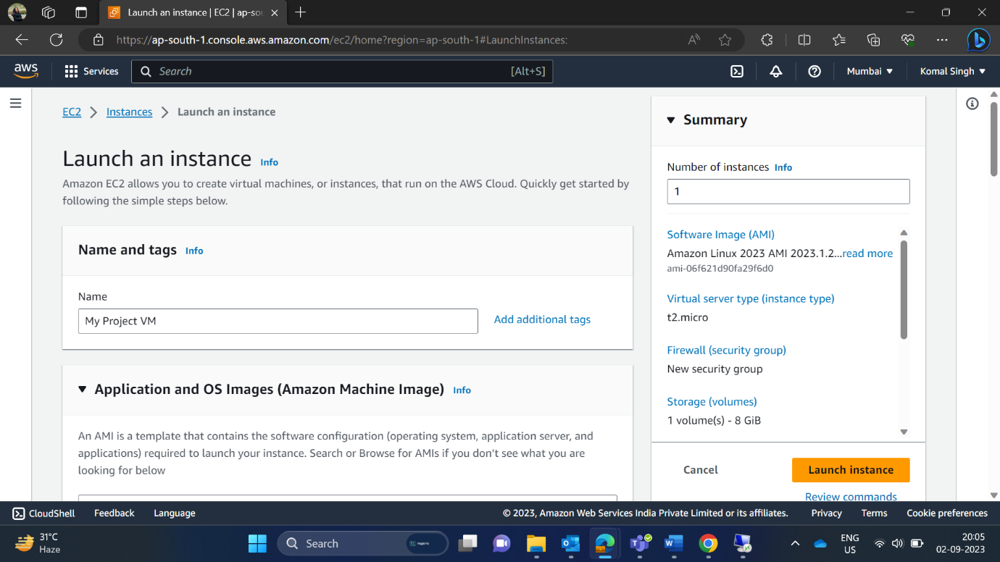 Launch an instance | EC2 | ap-so
https://ap-south-1.console.aws.amazon.com/ec2/home?region=ap-south-1#LaunchInstances:
aws
Services
Search
[Alt+S]
Mumbai
Komal Singh
EC2
Instances
Launch an instance
Launch an instance Info
Amazon EC2 allows you to create virtual machines, or instances, that run on the AWS Cloud. Quickly get started by
following the simple steps below.
Name and tags Info
Name
My Project VM
Add additional tags
Application and OS Images (Amazon Machine Image) Info
An AMI is a template that contains the software configuration (operating system, application server, and
applications) required to launch your instance. Search or Browse for AMIs if you don't see what you are
looking for below
Summary
Number of instances Info
1
Software Image (AMI)
Amazon Linux 2023 AMI 2023.1.2...read more
ami-06f621d90fa29f6d0
Virtual server type (instance type)
t2.micro
Firewall (security group)
New security group
Storage (volumes)
1 volume(s) - 8 GiB
Cancel
Launch instance
Review commands
CloudShell
Feedback
Language
© 2023, Amazon Web Services India Private Limited or its affiliates.
Privacy
Terms
Cookie preferences
31°C
Haze
Search
ENG
US
20:05
02-09-2023